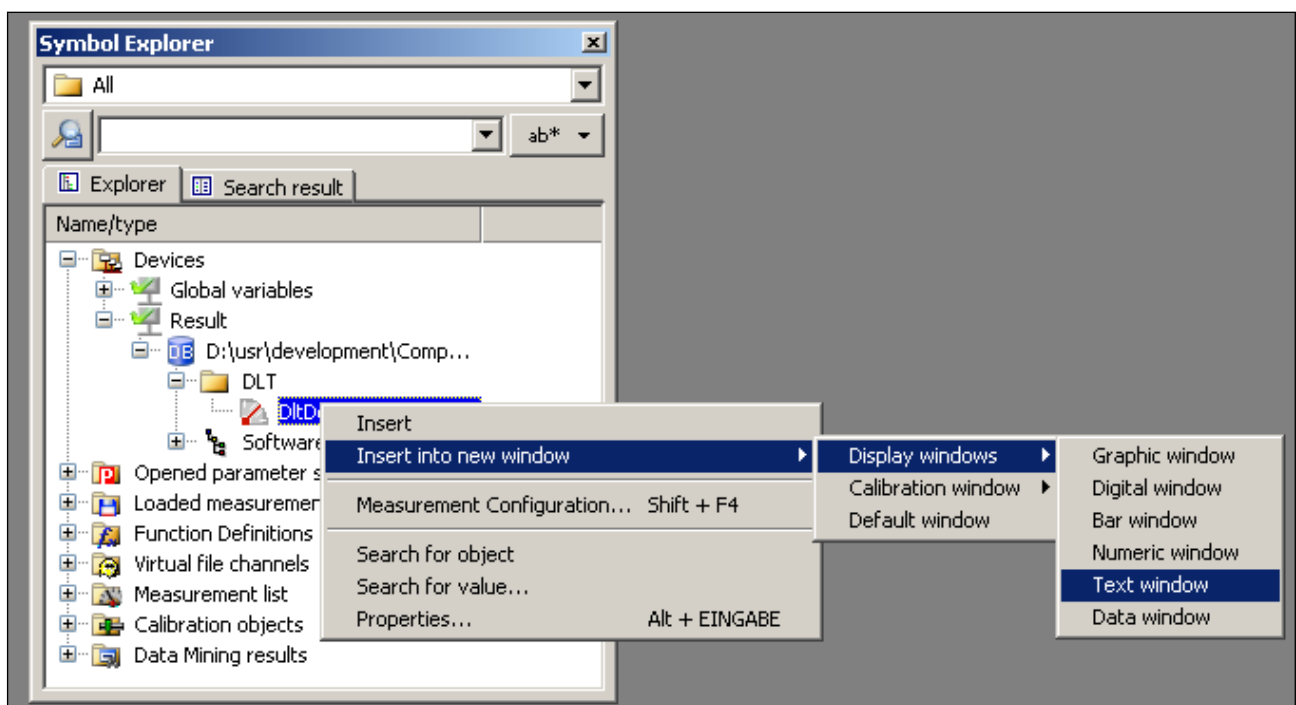 Symbol Explorer
All
ab*
Explorer
Search result
Name/type
Devices
Global variables
Result
DB D:\usr\development\Comp...
DLT
Software
Opened parameter
Loaded
Function Definitions
Virtual file channels
Measurement list
Calibration objects
Data Mining results
Insert
Insert into new window
Measurement Configuration... Shift + F4
Search for object
Search for value...
Properties... Alt + EINGABE
Display windows
Calibration window
Default window
Graphic window
Digital window
Bar window
Numeric window
Text window
Data window